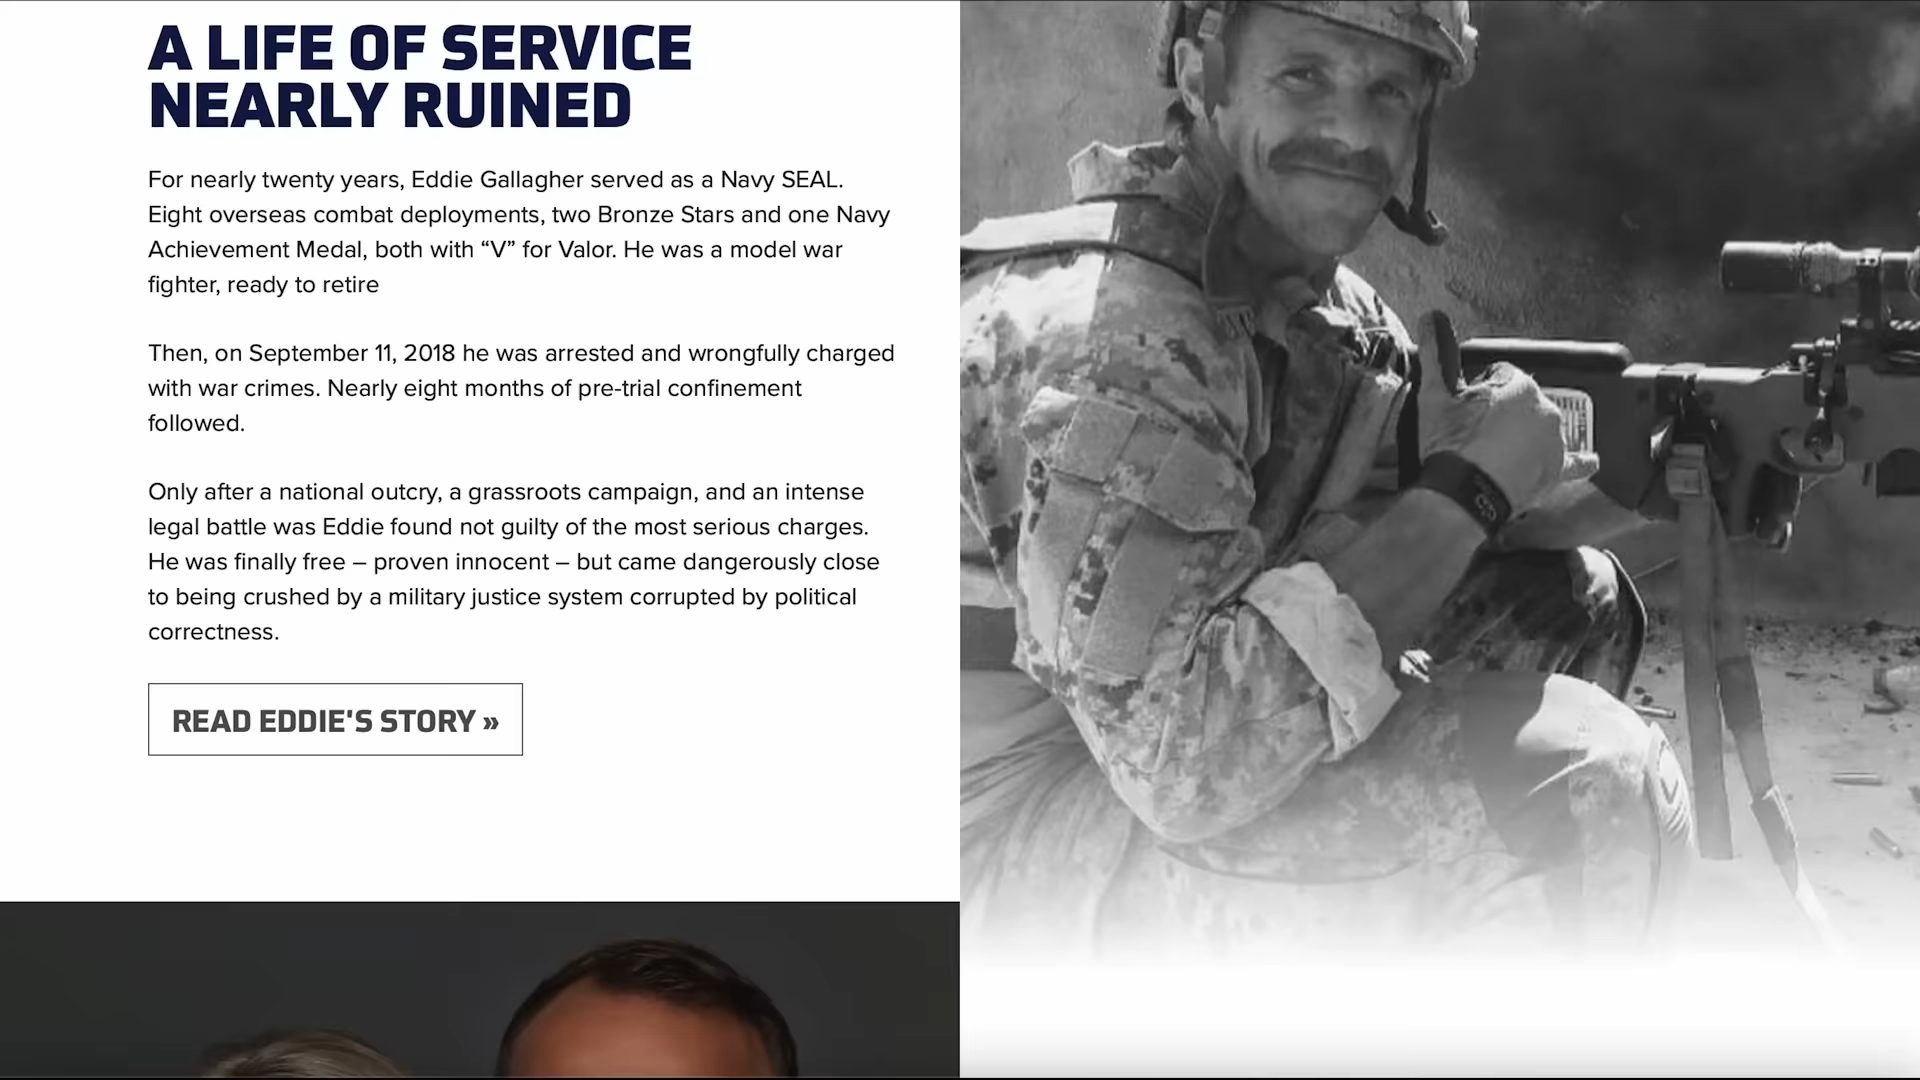 A LIFE OF SERVICE
NEARLY RUINED
For nearly twenty years, Eddie Gallagher served as a Navy SEAL.
Eight overseas combat deployments, two Bronze Stars and one Navy
Achievement Medal, both with “V” for Valor. He was a model war
fighter, ready to retire
Then, on September 11, 2018 he was arrested and wrongfully charged
with war crimes. Nearly eight months of pre-trial confinement
followed.
Only after a national outcry, a grassroots campaign, and an intense
legal battle was Eddie found not guilty of the most serious charges.
He was finally free – proven innocent – but came dangerously close
to being crushed by a military justice system corrupted by political
correctness.
READ EDDIE'S STORY »